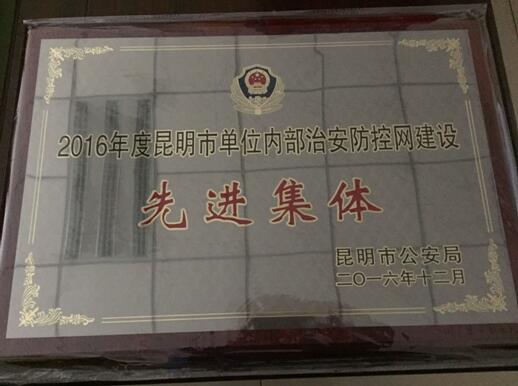 2016年度昆明市单位内部治安防控网建设
先进集体
昆明市公安局
二〇一六年十二月